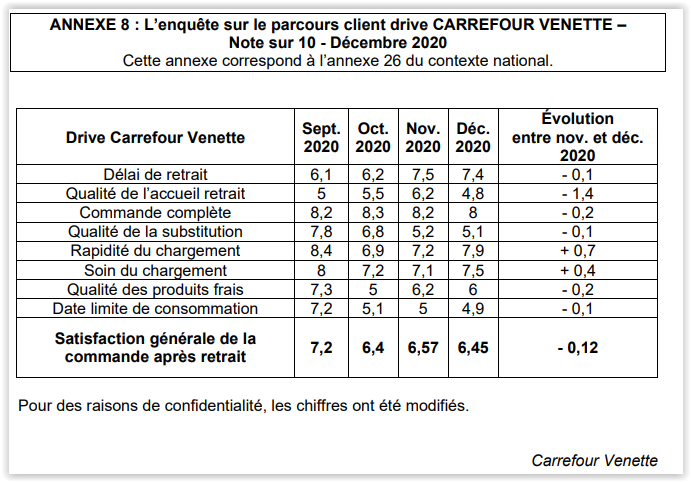 ANNEXE 8 : L’enquête sur le parcours client drive CARREFOUR VENETTE –
Note sur 10 - Décembre 2020
Cette annexe correspond à l’annexe 26 du contexte national.
Drive Carrefour Venette Sept. 2020 Oct. 2020 Nov. 2020 Déc. 2020 Évolution entre nov. et déc. 2020
Délai de retrait 6,1 6,2 7,5 7,4 - 0,1
Qualité de l’accueil retrait 5 5,5 6,2 4,8 - 1,4
Commande complète 8,2 8,3 8,2 8 - 0,2
Qualité de la substitution 7,8 6,8 5,2 5,1 - 0,1
Rapidité du chargement 8,4 6,9 7,2 7,9 + 0,7
Soin du chargement 8 7,2 7,1 7,5 + 0,4
Qualité des produits frais 7,3 5 6,2 6 - 0,2
Date limite de consommation 7,2 5,1 5 4,9 - 0,1
Satisfaction générale de la commande après retrait 7,2 6,4 6,57 6,45 - 0,12
Pour des raisons de confidentialité, les chiffres ont été modifiés.
Carrefour Venette